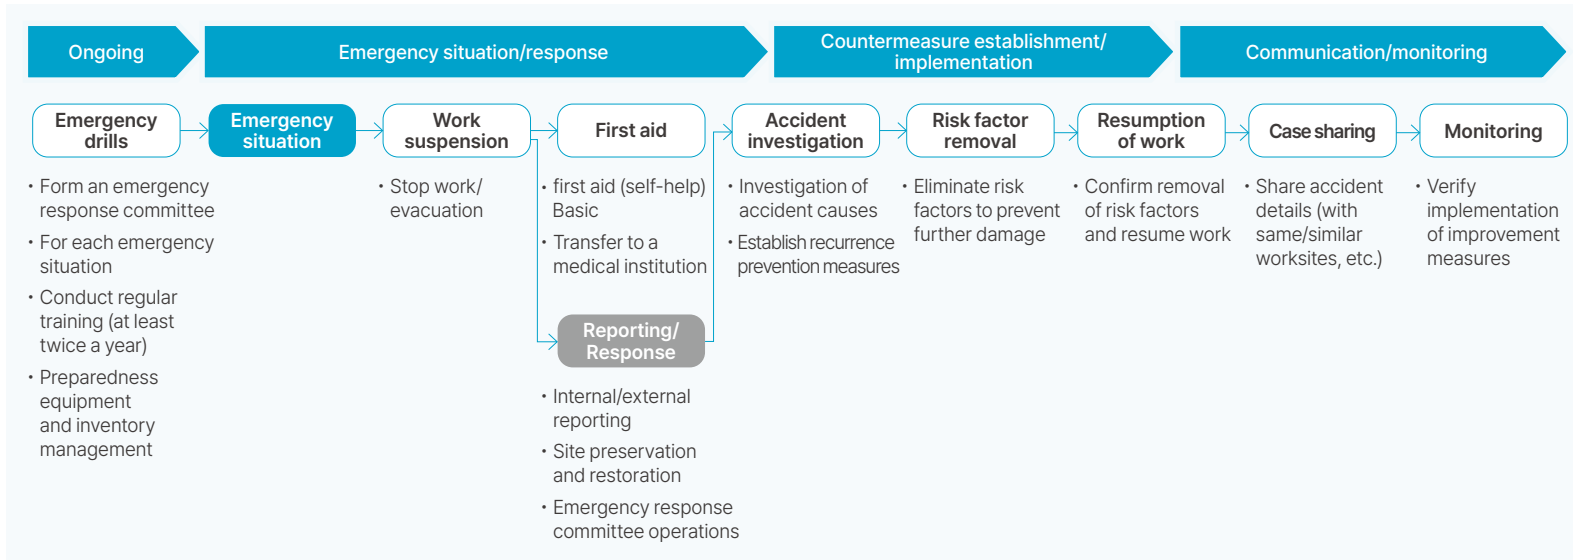 Ongoing
Emergency situation/response
Countermeasure establishment/
implementation
Communication/monitoring
Emergency
drills
Emergency
situation
Work
suspension
First aid
Accident
investigation
Risk factor
removal
Resumption
of work
Case sharing
Monitoring
· Form an emergency
response committee
· For each emergency
situation
· Conduct regular
training (at least
twice a year)
· Preparedness
equipment
and inventory
management
· Stop work/
evacuation
· first aid (self-help)
Basic
· Transfer to a
medical institution
Reporting/
Response
· Internal/external
reporting
· Site preservation
and restoration
· Emergency response
committee operations
· Investigation of
accident causes
· Establish recurrence
prevention measures
· Eliminate risk
factors to prevent
further damage
· Confirm removal
of risk factors
and resume work
· Share accident
details (with
same/similar
worksites, etc.)
· Verify
implementation
of improvement
measures